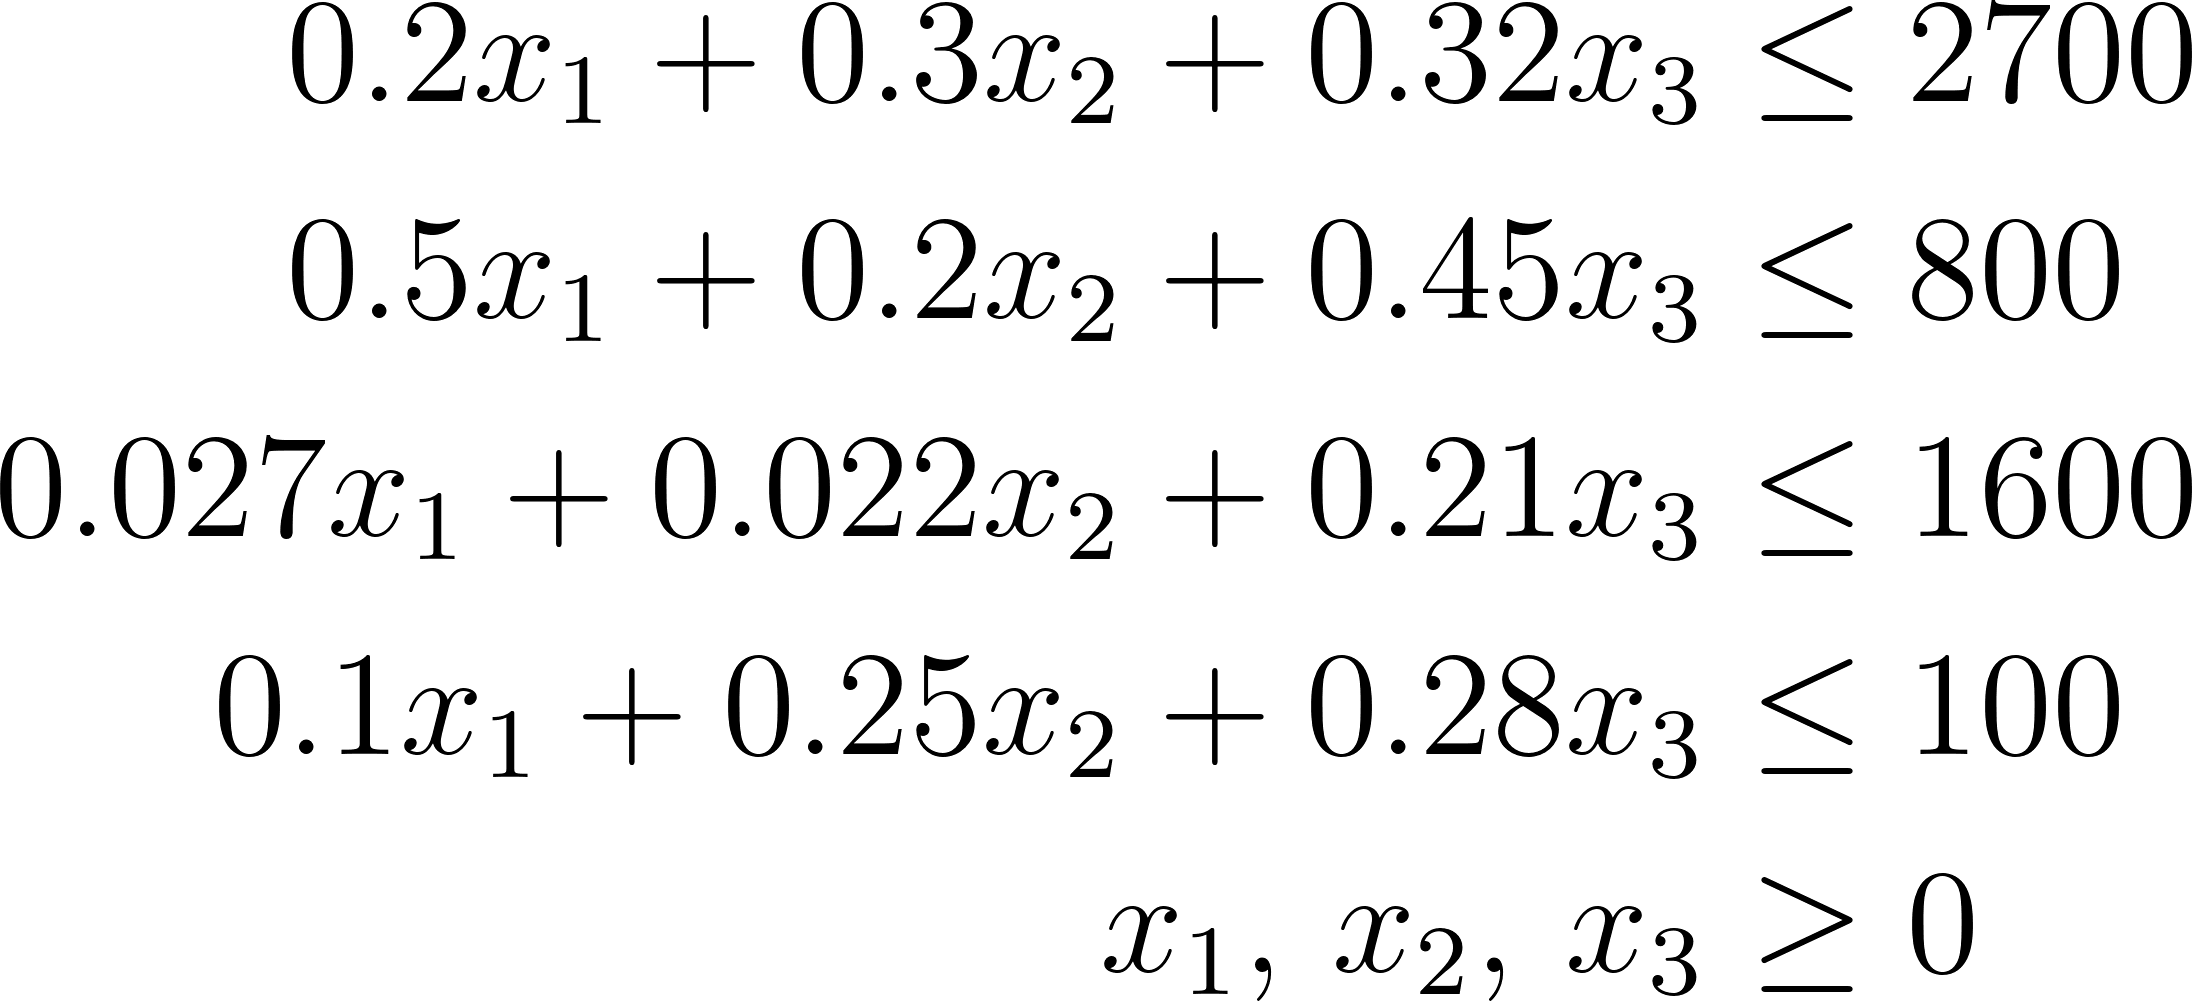 0.2x₁ + 0.3x₂ + 0.32x₃ ≤ 2700
0.5x₁ + 0.2x₂ + 0.45x₃ ≤ 800
0.027x₁ + 0.022x₂ + 0.21x₃ ≤ 1600
0.1x₁ + 0.25x₂ + 0.28x₃ ≤ 100
x₁, x₂, x₃ ≥ 0